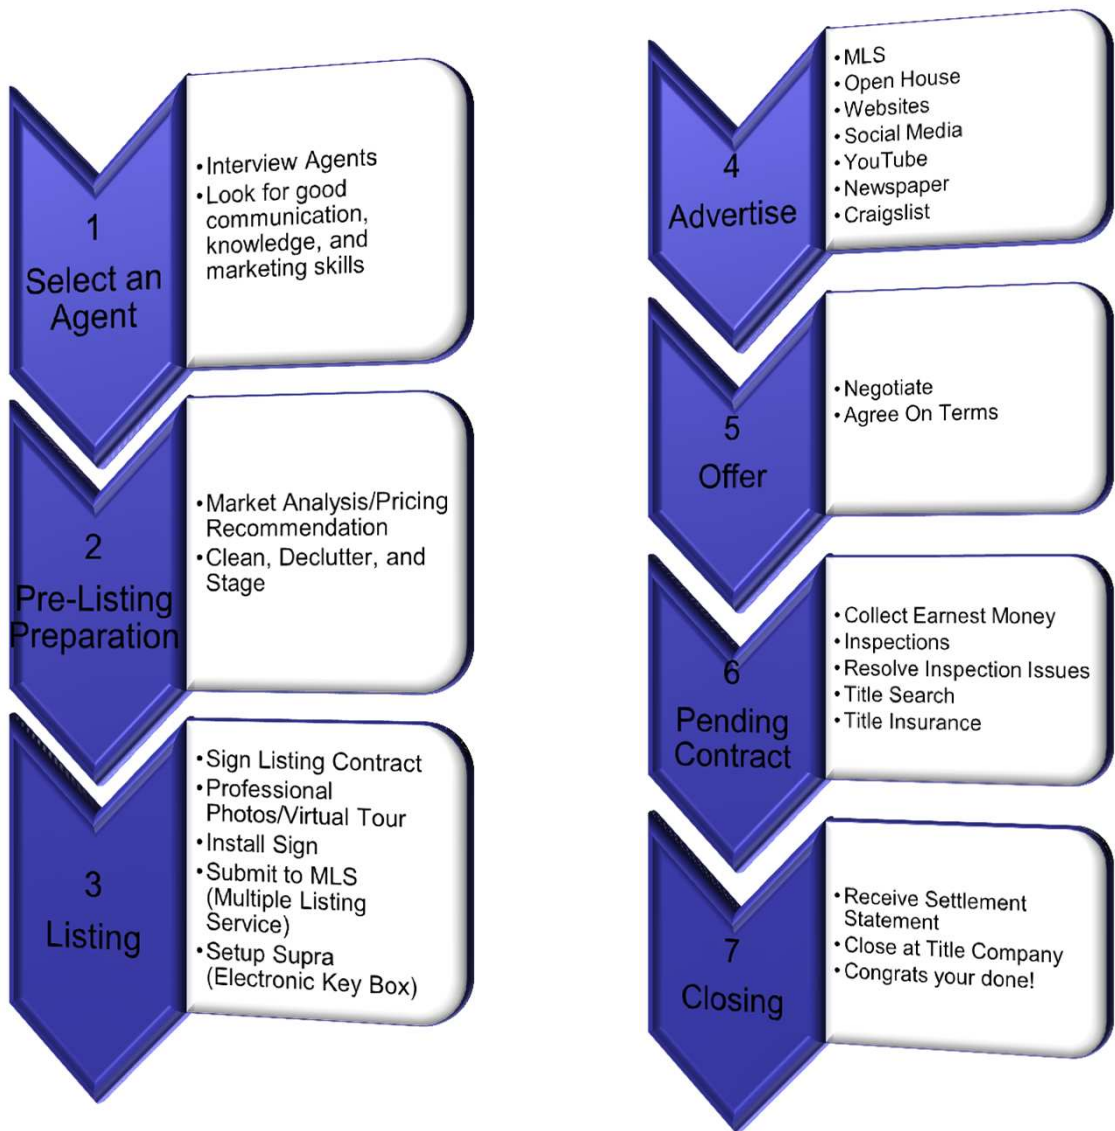 1
Select an
Agent
•Interview Agents
•Look for good
communication,
knowledge, and
marketing skills
2
Pre-Listing
Preparation
•Market Analysis/Pricing
Recommendation
•Clean, Declutter, and
Stage
3
Listing
•Sign Listing Contract
•Professional
Photos/Virtual Tour
•Install Sign
•Submit to MLS
(Multiple Listing
Service)
•Setup Supra
(Electronic Key Box)
4
Advertise
•MLS
•Open House
•Websites
•Social Media
•YouTube
•Newspaper
•Craigslist
5
Offer
•Negotiate
•Agree On Terms
6
Pending
Contract
•Collect Earnest Money
•Inspections
•Resolve Inspection Issues
•Title Search
•Title Insurance
7
Closing
•Receive Settlement
Statement
•Close at Title Company
•Congrats your done!